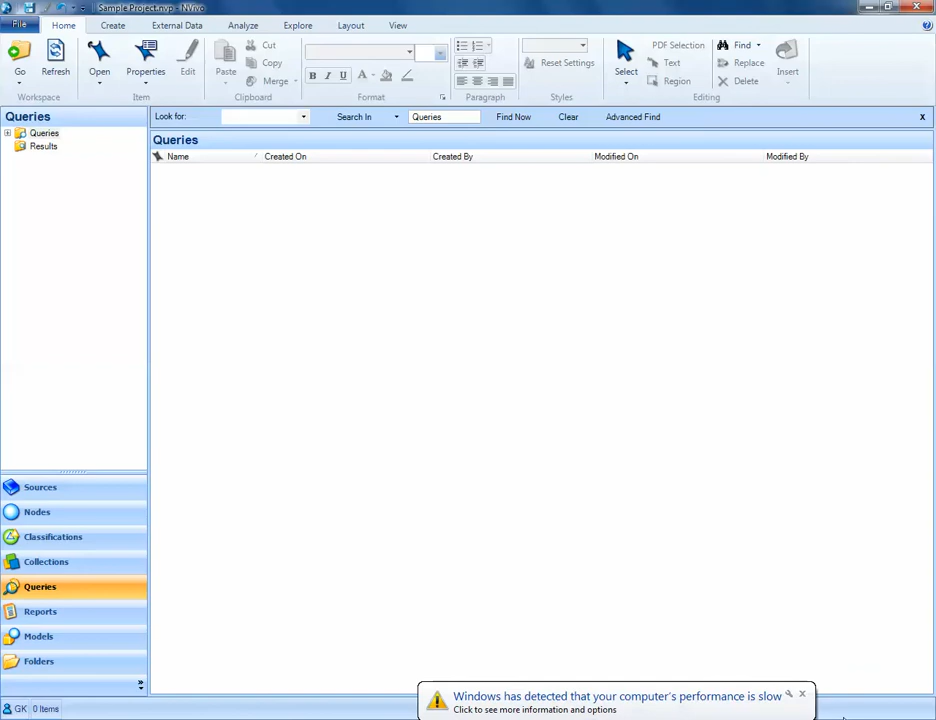 Sample Project.nvp - NVivo
File Home Create External Data Analyze Explore Layout View
Go Refresh Open Properties Edit Paste Cut Copy Merge B I U A Reset Settings Select PDF Selection Text Region Find Replace Delete Insert
Workspace Item Clipboard Format Paragraph Styles Editing
Queries Look for: Search In Queries Find Now Clear Advanced Find x
Queries Queries
Results Name Created On Created By Modified On Modified By
Sources
Nodes
Classifications
Collections
Queries
Reports
Models
Folders
Windows has detected that your computer's performance is slow
Click to see more information and options
GK 0 Items